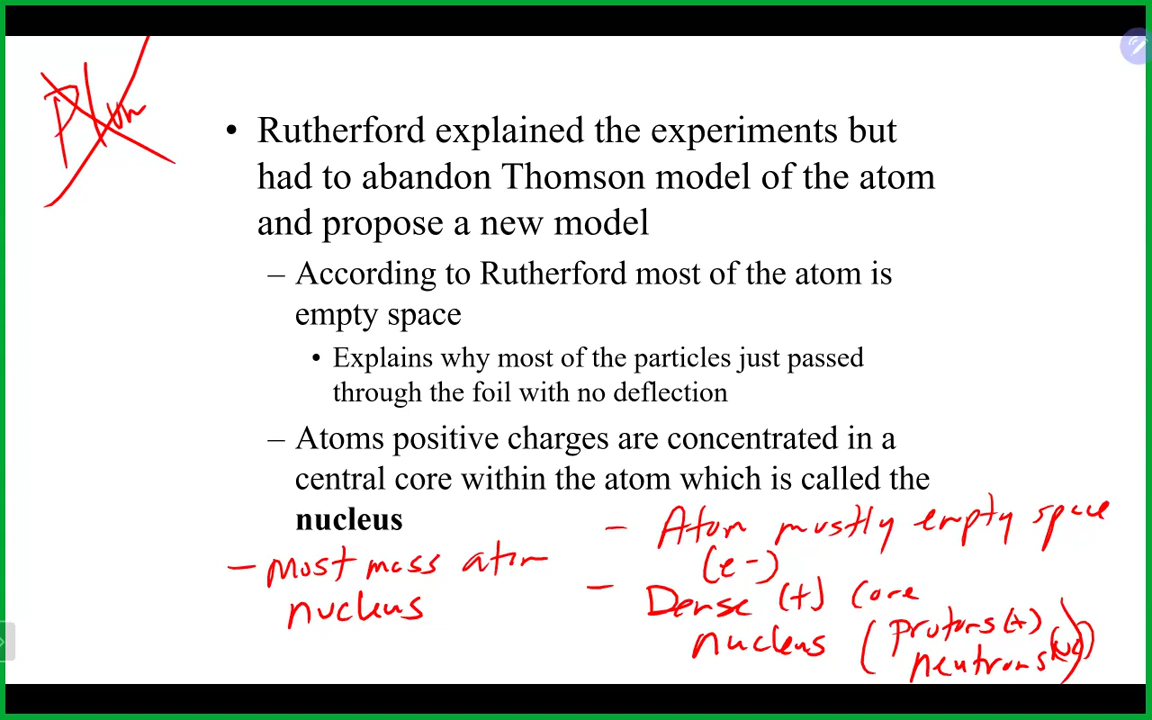 Plum
• Rutherford explained the experiments but
had to abandon Thomson model of the atom
and propose a new model
– According to Rutherford most of the atom is
empty space
• Explains why most of the particles just passed
through the foil with no deflection
– Atoms positive charges are concentrated in a
central core within the atom which is called the
nucleus
- Most mass atom
nucleus
- Atom mostly empty space
(e-)
- Dense (+) core
nucleus (protons (+)
neutrons